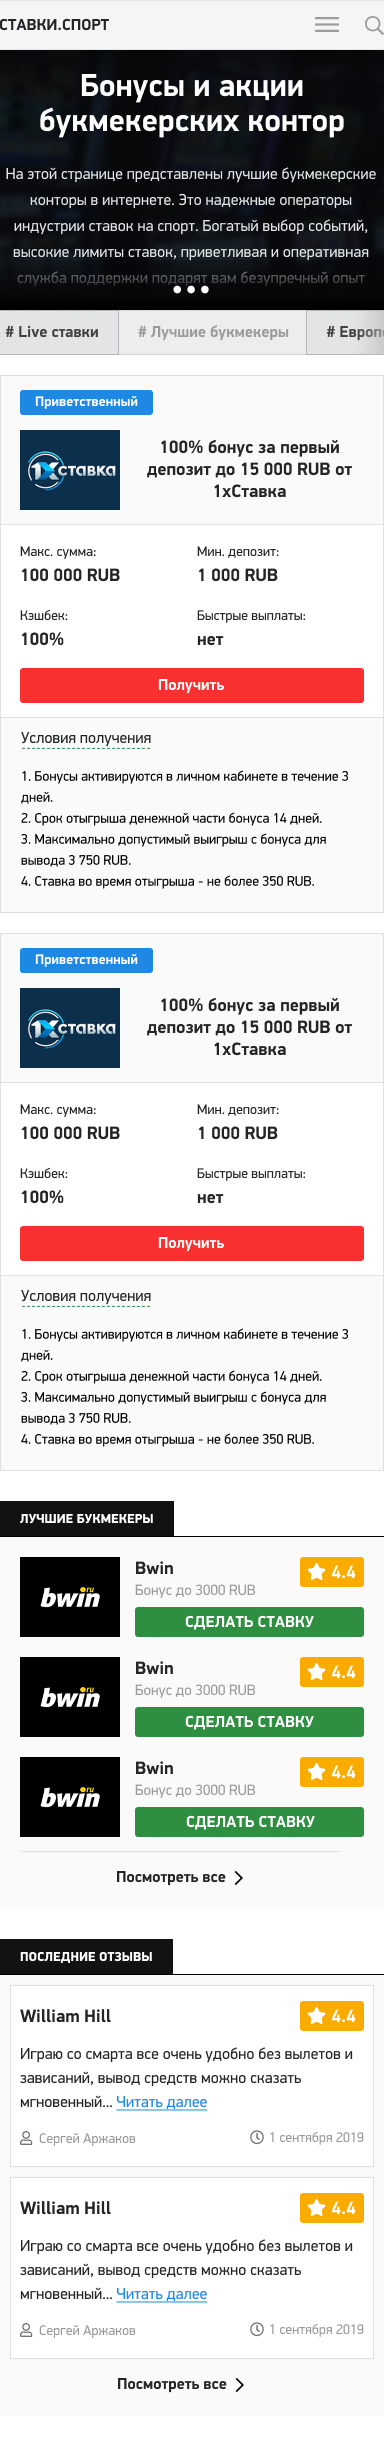 СТАВКИ.СПОРТ
Бонусы и акции
букмекерских контор
На этой странице представлены лучшие букмекерские
конторы в интернете. Это надежные операторы
индустрии ставок на спорт. Богатый выбор событий,
высокие лимиты ставок, приветливая и оперативная
служба поддержки подарят вам безупречный опыт
# Live ставки # Лучшие букмекеры
Приветственный
1Xставка
100% бонус за первый
депозит до 15 000 RUB от
1хСтавка
Макс. сумма: Мин. депозит:
100 000 RUB 1 000 RUB
Кэшбек: Быстрые выплаты:
100% нет
Получить
Условия получения
1. Бонусы активируются в личном кабинете в течение 3
дней.
2. Срок отыгрыша денежной части бонуса 14 дней.
3. Максимально допустимый выигрыш с бонуса для
вывода 3 750 RUB.
4. Ставка во время отыгрыша - не более 350 RUB.
Приветственный
1Xставка
100% бонус за первый
депозит до 15 000 RUB от
1хСтавка
Макс. сумма: Мин. депозит:
100 000 RUB 1 000 RUB
Кэшбек: Быстрые выплаты:
100% нет
Получить
Условия получения
1. Бонусы активируются в личном кабинете в течение 3
дней.
2. Срок отыгрыша денежной части бонуса 14 дней.
3. Максимально допустимый выигрыш с бонуса для
вывода 3 750 RUB.
4. Ставка во время отыгрыша - не более 350 RUB.
ЛУЧШИЕ БУКМЕКЕРЫ
bwin.ru
Bwin 4.4
Бонус до 3000 RUB
СДЕЛАТЬ СТАВКУ
bwin.ru
Bwin 4.4
Бонус до 3000 RUB
СДЕЛАТЬ СТАВКУ
bwin.ru
Bwin 4.4
Бонус до 3000 RUB
СДЕЛАТЬ СТАВКУ
Посмотреть все
ПОСЛЕДНИЕ ОТЗЫВЫ
William Hill 4.4
Играю со смарта все очень удобно без вылетов и
зависаний, вывод средств можно сказать
мгновенный... Читать далее
Сергей Аржаков 1 сентября 2019
William Hill 4.4
Играю со смарта все очень удобно без вылетов и
зависаний, вывод средств можно сказать
мгновенный... Читать далее
Сергей Аржаков 1 сентября 2019
Посмотреть все